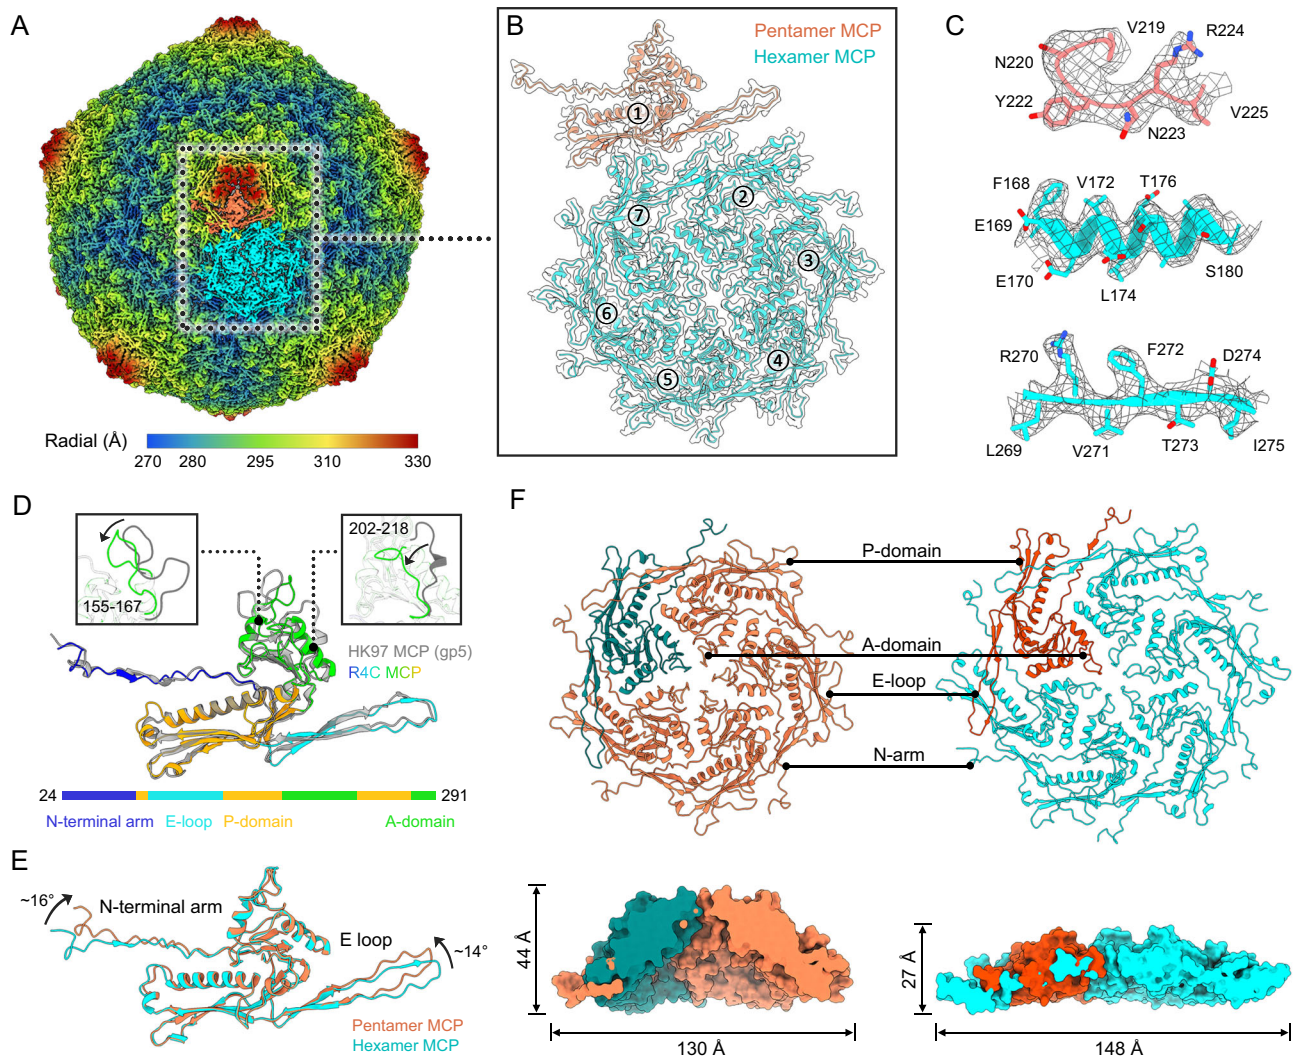 A
Radial (Å)
270 280 295 310 330
B
Pentamer MCP
Hexamer MCP
1
2
3
4
5
6
7
C
V219
R224
N220
Y222
V225
N223
F168
V172
T176
E169
E170
L174
S180
R270
F272
D274
L269
V271
T273
I275
D
155-167
202-218
HK97 MCP (gp5)
R4C MCP
24
291
N-terminal arm E-loop P-domain A-domain
E
~16°
N-terminal arm
E loop
~14°
Pentamer MCP
Hexamer MCP
F
P-domain
A-domain
E-loop
N-arm
44 Å
130 Å
27 Å
148 Å